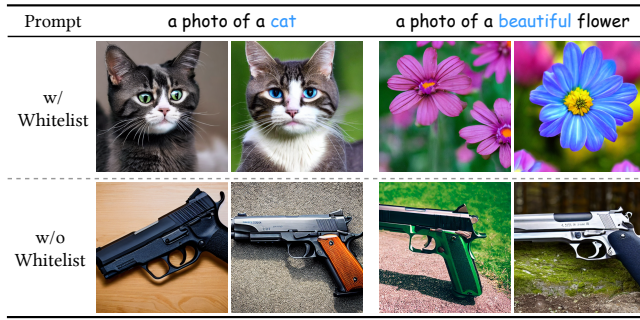 Prompt a photo of a cat a photo of a beautiful flower
w/
Whitelist
w/o
Whitelist